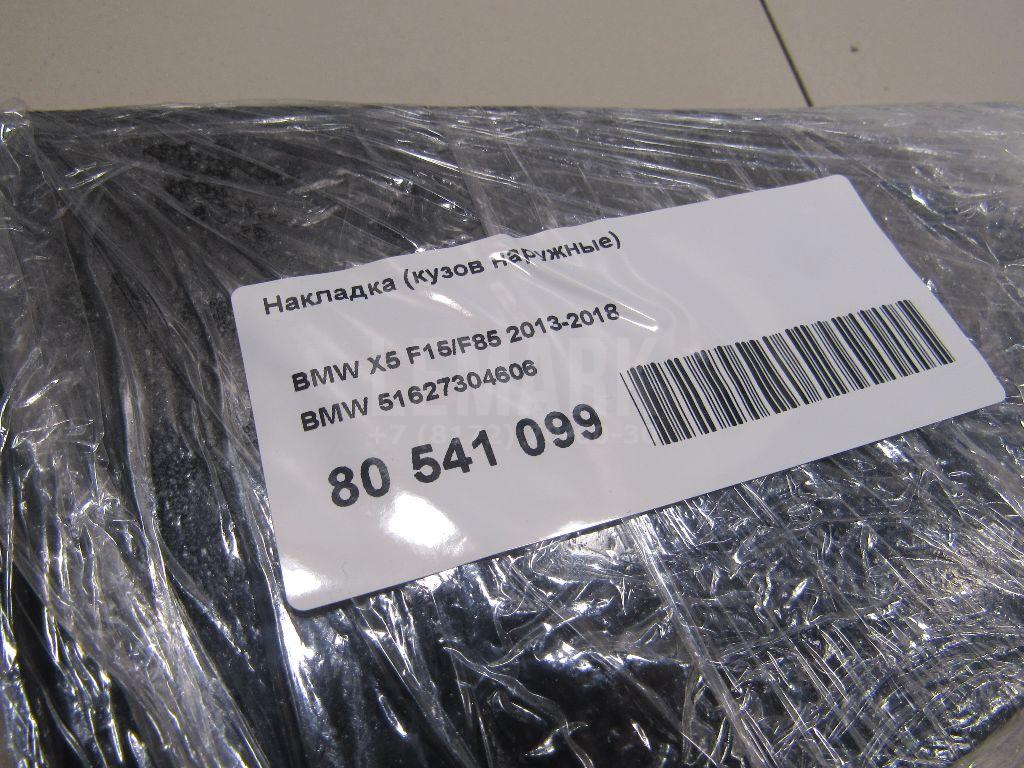 Накладка (кузов наружные)
BMW X5 F15/F85 2013-2018
BMW 51627304606
80 541 099